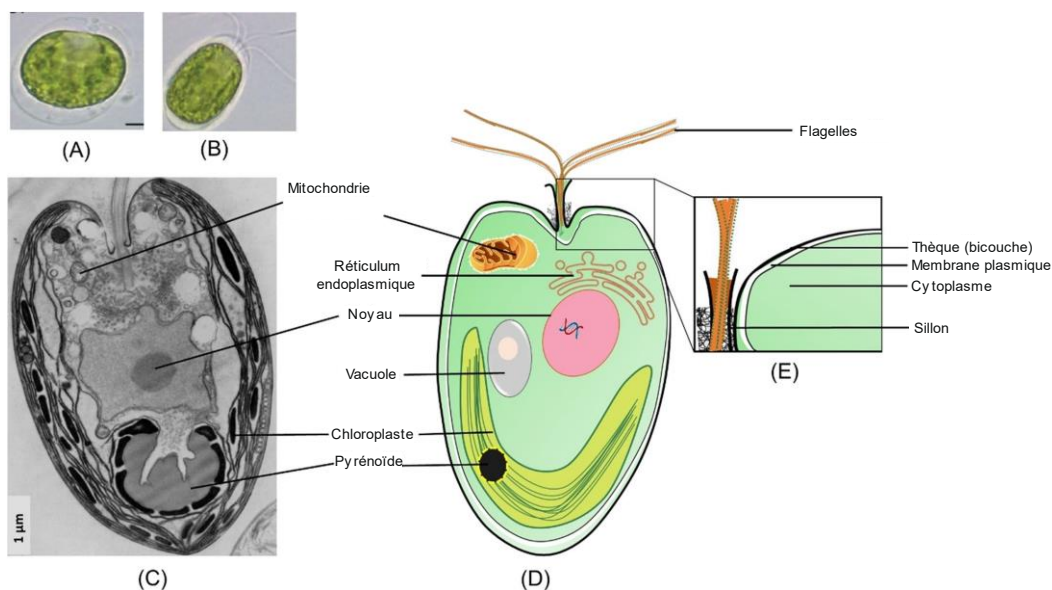 (A)
(B)
Flagelles
Mitochondrie
Réticulum
endoplasmique
Noyau
Vacuole
Chloroplaste
Pyrénoïde
Thèque (bicouche)
Membrane plasmique
Cytoplasme
Sillon
(E)
1 µm
(C)
(D)